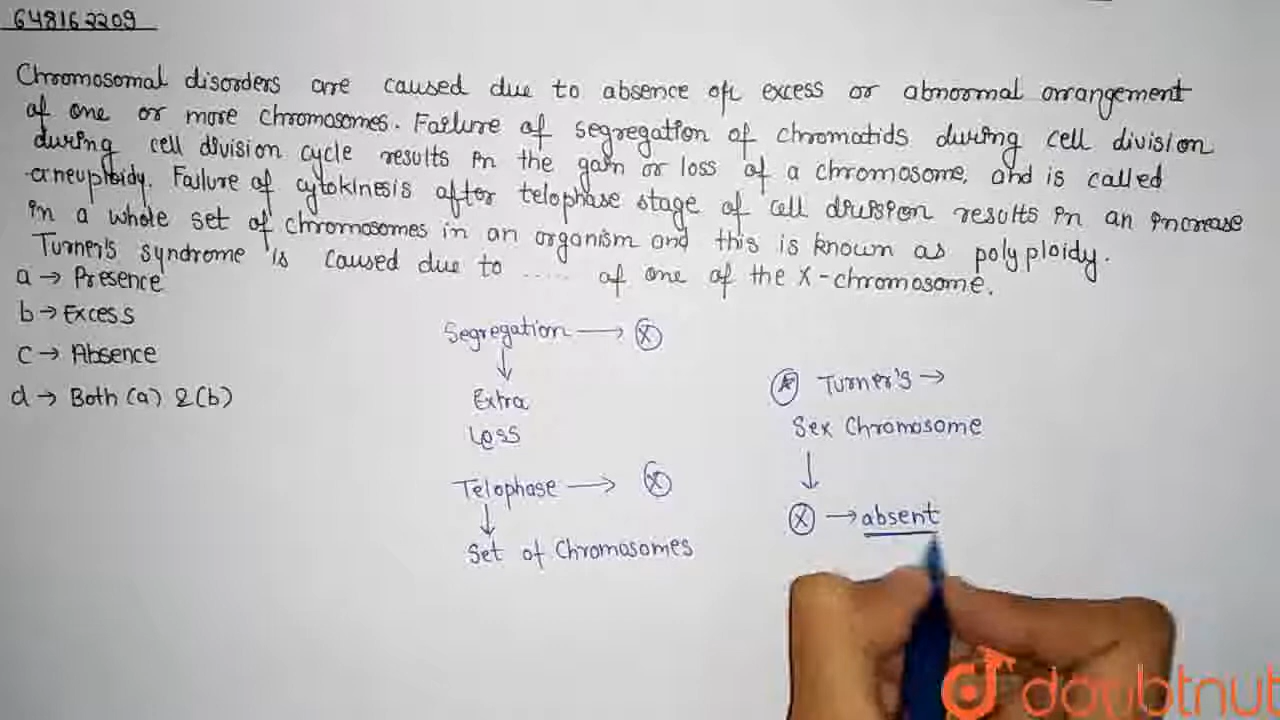 648162209
Chromosomal disorders are caused due to absence or excess or abnormal arrangement
of one or more chromosomes. Failure of segregation of chromatids during cell division
during cell division cycle results in the gain or loss of a chromosome, and is called
aneuploidy. Failure of cytokinesis after telophase stage of cell division results in an increase
in a whole set of chromosomes in an organism and this is known as polyploidy.
Turner's syndrome is caused due to ..... of one of the X-chromosome.
a → Presence
b → Excess
c → Absence
d → Both (a) & (b)
Segregation → X
↓
Extra
Loss
Telophase → X
↓
Set of Chromosomes
* Turner's →
Sex Chromosome
↓
X → absent
doubtnut